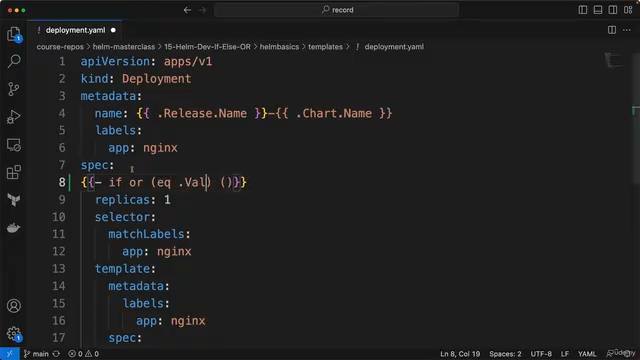 record
deployment.yaml
course-repos > helm-masterclass > 15-Helm-Dev-If-Else-OR > helmbasics > templates > deployment.yaml
1 apiVersion: apps/v1
2 kind: Deployment
3 metadata:
4 name: {{ .Release.Name }}-{{ .Chart.Name }}
5 labels:
6 app: nginx
7 spec:
8 {{- if or (eq .Val) ()}}
9 replicas: 1
10 selector:
11 matchLabels:
12 app: nginx
13 template:
14 metadata:
15 labels:
16 app: nginx
17 spec:
main 0 0 Ln 8, Col 19 Spaces: 2 UTF-8 LF YAML